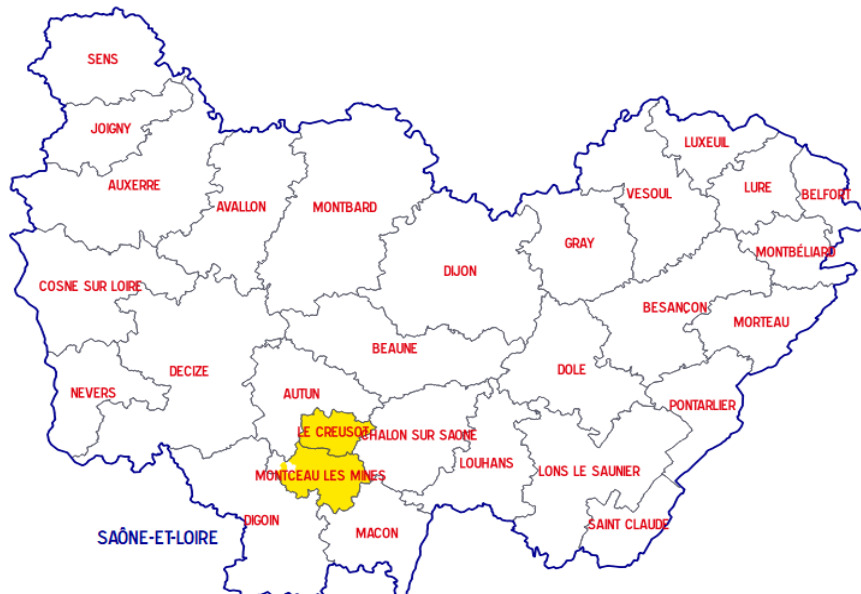 SENS
JOIGNY
LUXEUIL
AUXERRE
LURE
BELFORT
AVALLON
MONTBARD
VESOUL
GRAY
MONTBÉLIARD
DIJON
COSNE SUR LOIRE
BESANÇON
MORTEAU
BEAUNE
DECIZE
DOLE
NEVERS
AUTUN
PONTARLIER
LE CREUSOT
CHALON SUR SAONE
LOUHANS
LONS LE SAUNIER
MONTCEAU LES MINES
DIGOIN
SAINT CLAUDE
MACON
SAÔNE-ET-LOIRE